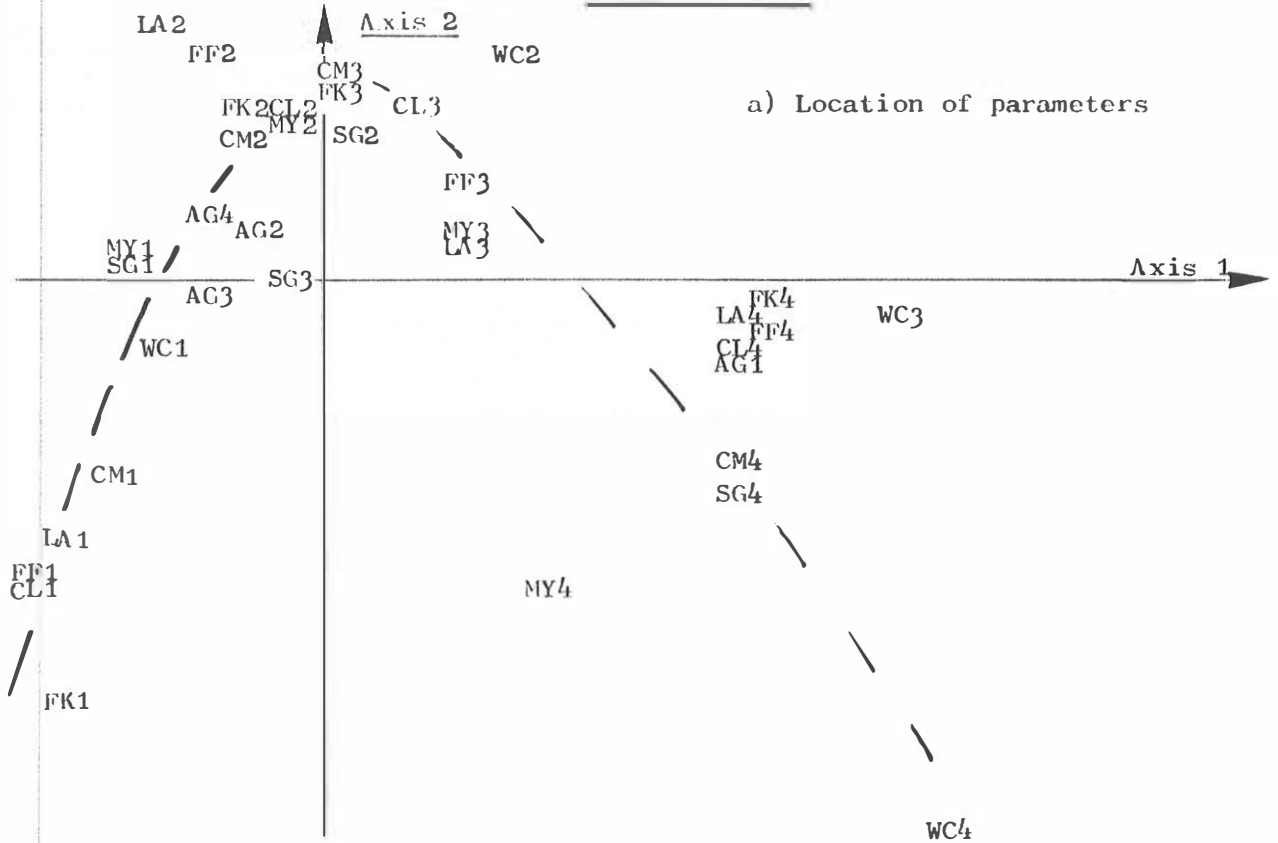 LA2
Axis 2
FF2
WC2
CM3
FK3
FK2 CL2
CL3
a) Location of parameters
MY2
SG2
CM2
FF3
AG4
AG2
MY3
LA3
MY1
SG1
SG3
Axis 1
AG3
FK4
LA4
WC3
FF4
WC1
CL4
AG1
CM4
CM1
SG4
LA1
FF1
CL1
MY4
FK1
WC4